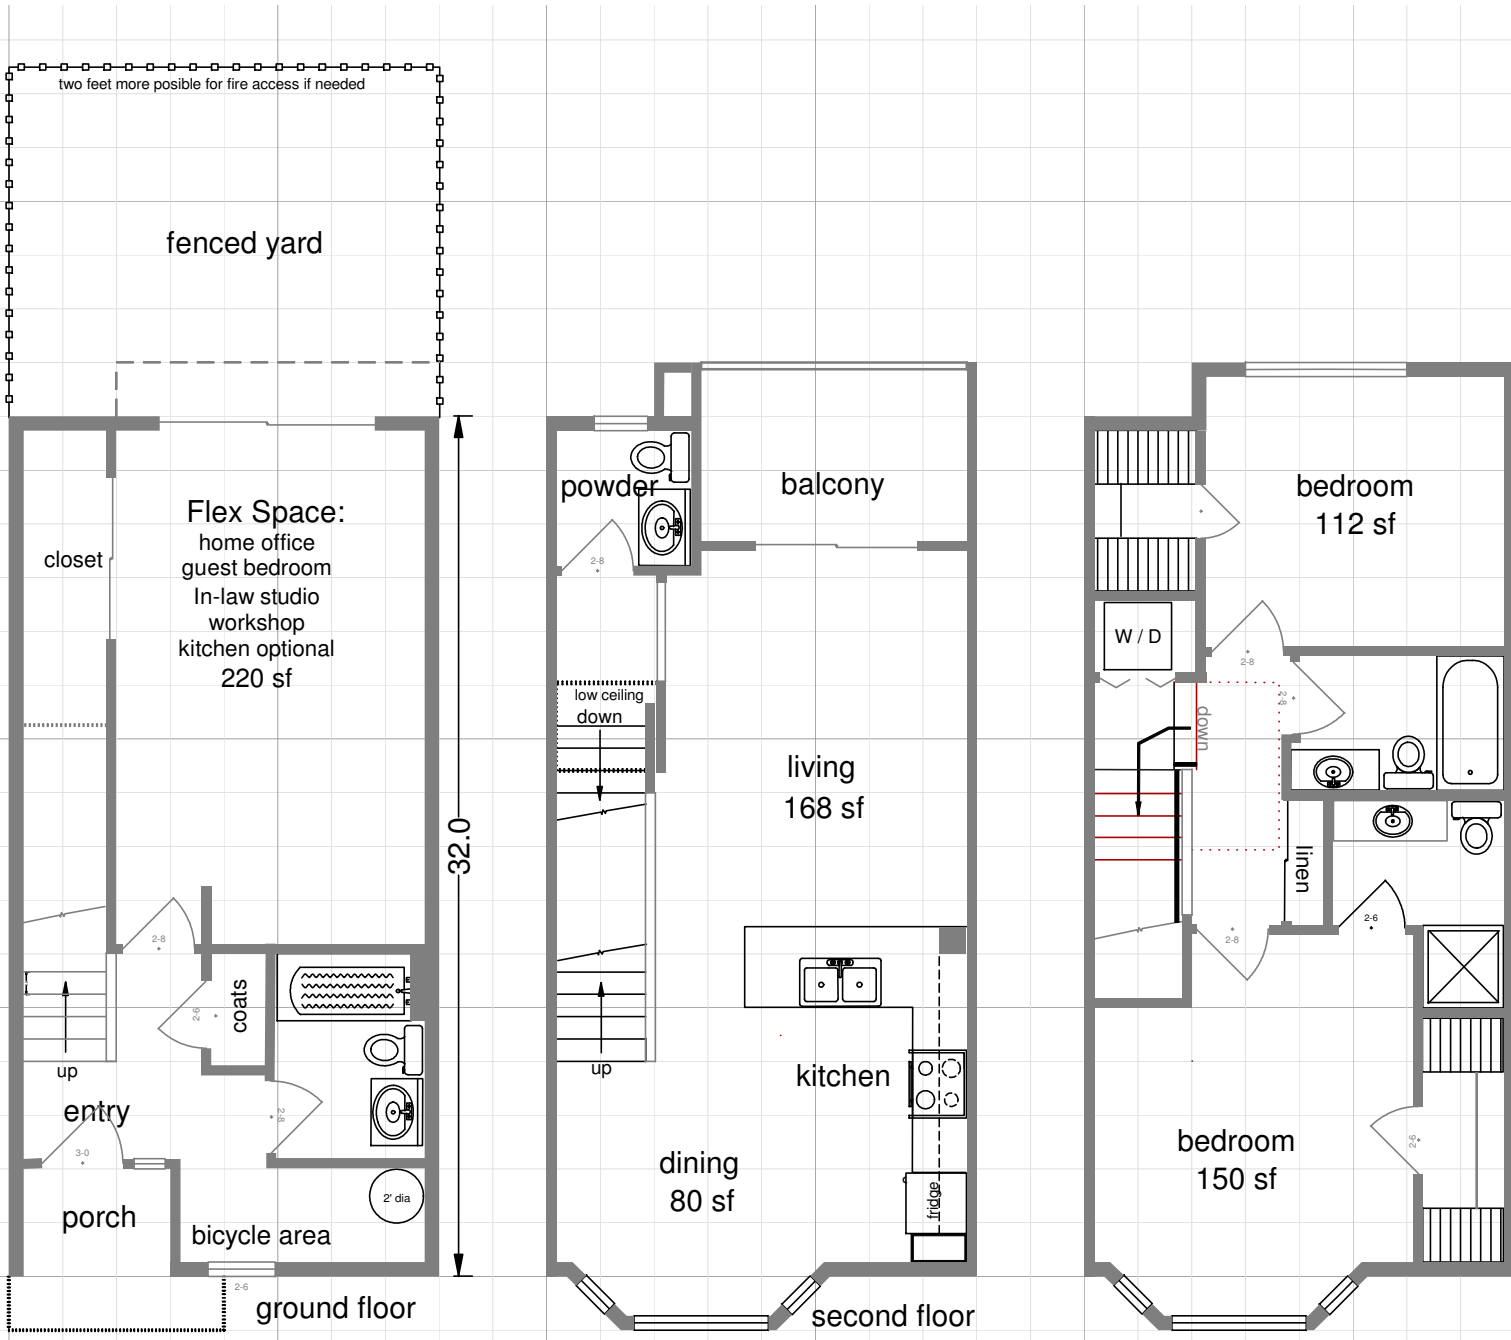 two feet more posible for fire access if needed
fenced yard
Flex Space:
home office
guest bedroom
In-law studio
workshop
kitchen optional
220 sf
closet
32.0
2-8
2-6
coats
up
entry
3-0
2-8
porch
2' dia
bicycle area
2-6
ground floor
powder
balcony
2-8
low ceiling
down
living
168 sf
up
kitchen
dining
80 sf
fridge
second floor
bedroom
112 sf
W / D
2-8
2-8
down
linen
2-6
2-8
bedroom
150 sf
2-6